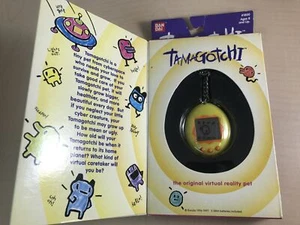 Tamagotchi is a
tiny pet from cyberspace
who needs your love to
survive and grow. If you
take good care of your
Tamagotchi pet, it will
slowly grow bigger,
healthier, and more
beautiful every day. But
if you neglect your little
cyber creature, your
Tamagotchi may grow up
to be mean or ugly.
How old will your
Tamagotchi be when it
returns to its home
planet? What kind of
virtual caretaker will
you be?
BAN
DAI
TAMAGOTCHI
the original virtual reality pet